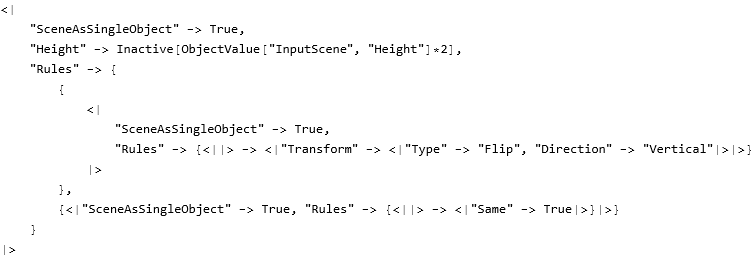 <|
    "SceneAsSingleObject" -> True,
    "Height" -> Inactive[ObjectValue["InputScene", "Height"]*2],
    "Rules" -> {
        {
            <|
                "SceneAsSingleObject" -> True,
                "Rules" -> {<||> -> <|"Transform" -> <|"Type" -> "Flip", "Direction" -> "Vertical"|>|>}
            |>
        },
        {<|"SceneAsSingleObject" -> True, "Rules" -> {<||> -> <|"Same" -> True|>}|>}
    }
|>